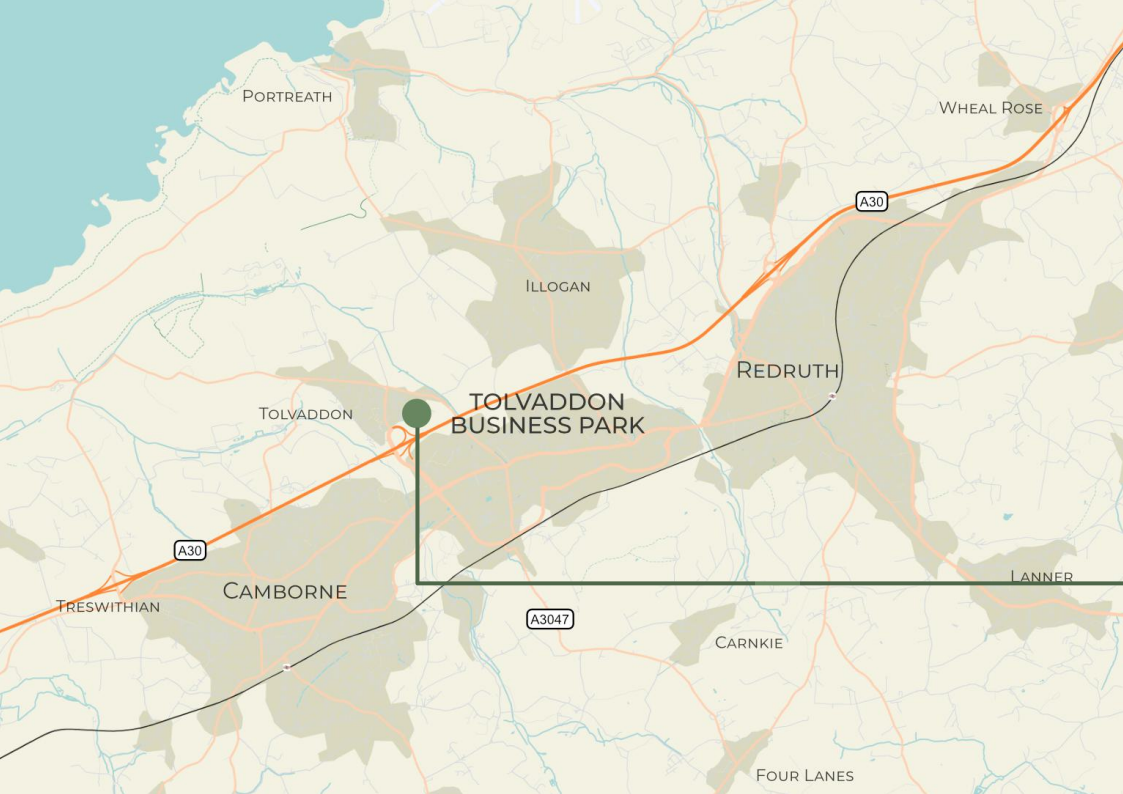 PORTREATH
WHEAL ROSE
A30
ILLOGAN
REDRUTH
TOLVADDON
TOLVADDON
BUSINESS PARK
A30
CAMBORNE
TRESWITHIAN
LANNER
A3047
CARNKIE
FOUR LANES